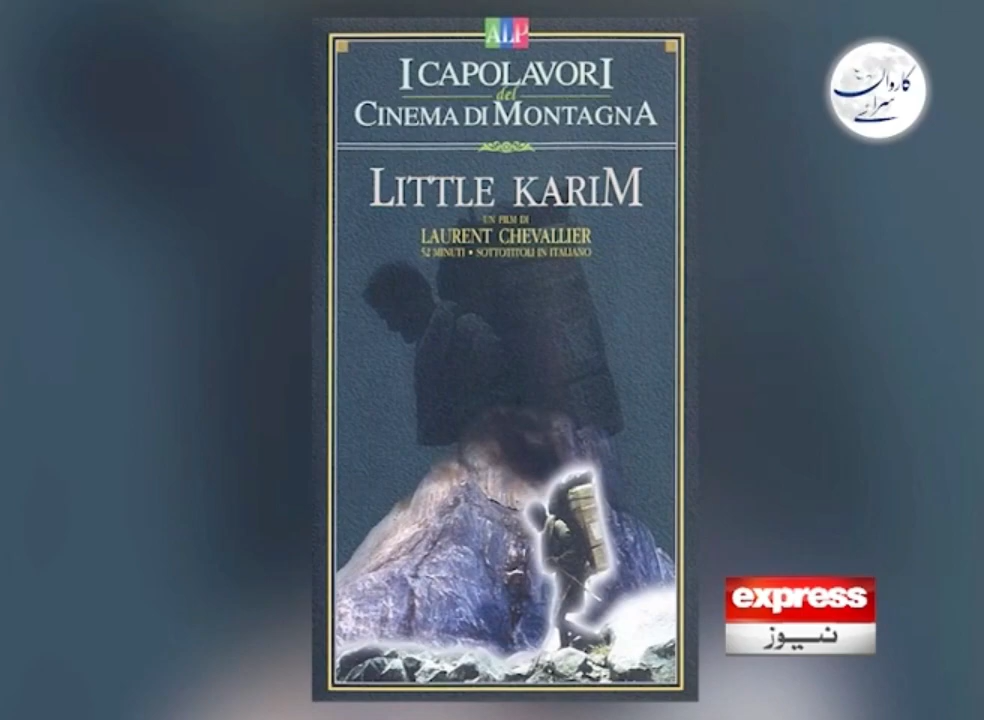 ALP
I CAPOLAVORI
del
CINEMA DI MONTAGNA
LITTLE KARIM
UN FILM DI
LAURENT CHEVALLIER
52 MINUTI • SOTTOTITOLI IN ITALIANO
کاروان
سرائے
express
نیوز